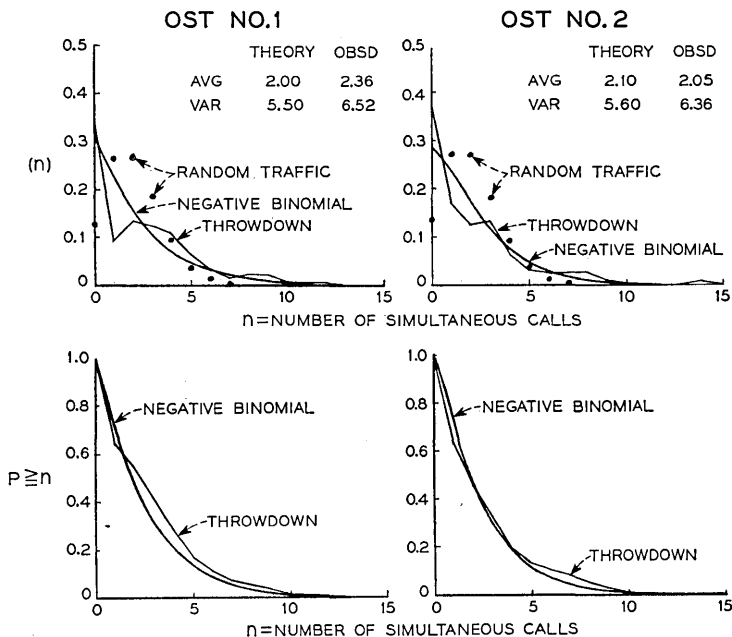 OST NO.1
THEORY OBSD
AVG 2.00 2.36
VAR 5.50 6.52
0.5
0.4
0.3
0.2
0.1
0
(n)
RANDOM TRAFFIC
NEGATIVE BINOMIAL
THROWDOWN
0 5 10 15
OST NO.2
THEORY OBSD
AVG 2.10 2.05
VAR 5.60 6.36
0.5
0.4
0.3
0.2
0.1
0
RANDOM TRAFFIC
THROWDOWN
NEGATIVE BINOMIAL
0 5 10 15
n=NUMBER OF SIMULTANEOUS CALLS
1.0
0.8
0.6
0.4
0.2
0
P≧n
NEGATIVE BINOMIAL
THROWDOWN
0 5 10 15
1.0
0.8
0.6
0.4
0.2
0
NEGATIVE BINOMIAL
THROWDOWN
0 5 10 15
n=NUMBER OF SIMULTANEOUS CALLS